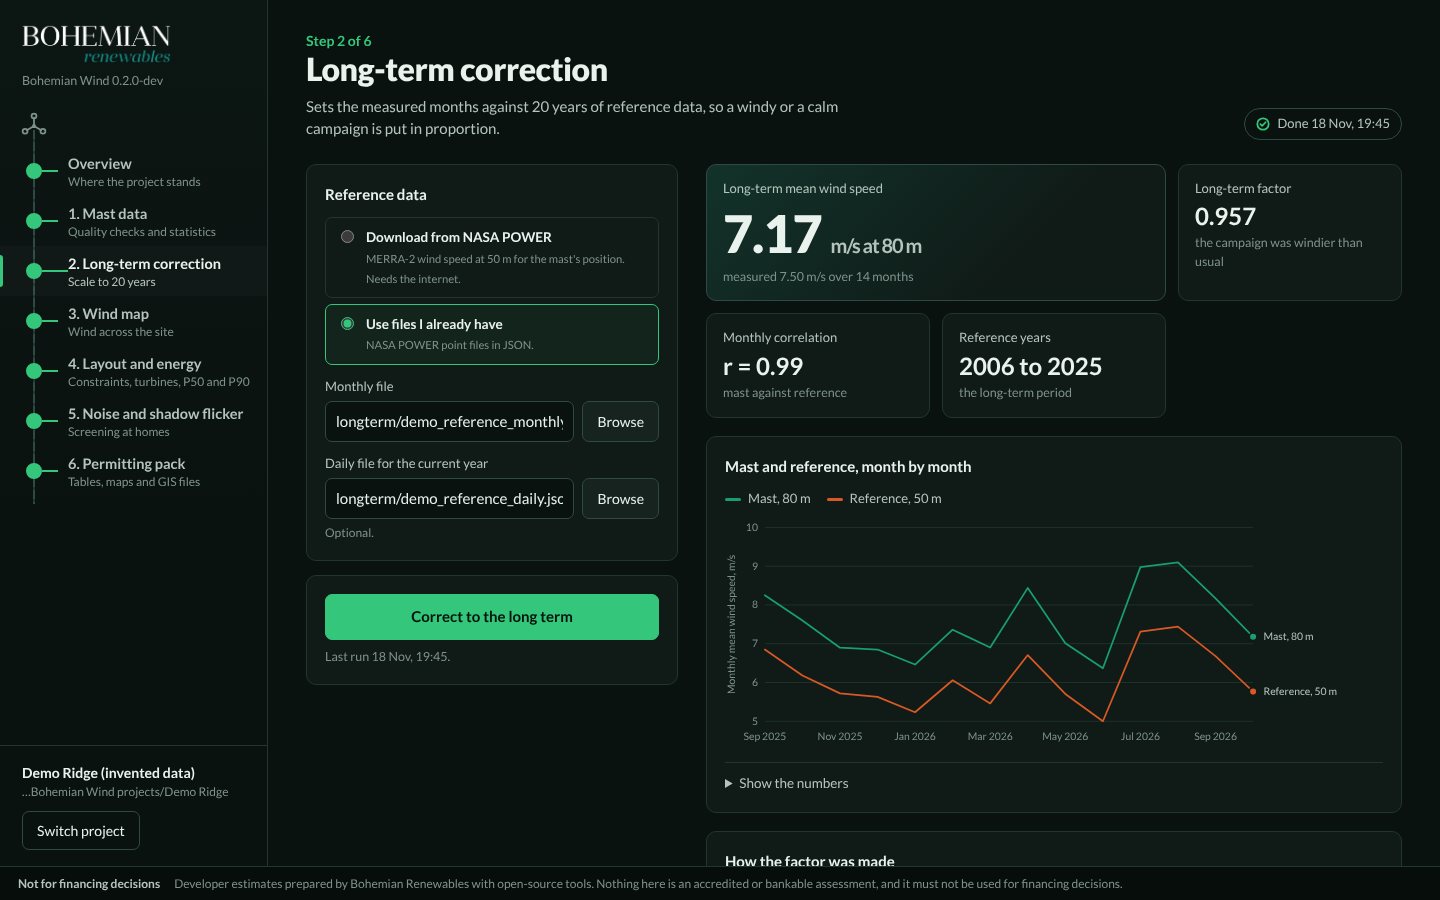 BOHEMIAN
renewables
Bohemian Wind 0.2.0-dev
Overview
Where the project stands
1. Mast data
Quality checks and statistics
2. Long-term correction
Scale to 20 years
3. Wind map
Wind across the site
4. Layout and energy
Constraints, turbines, P50 and P90
5. Noise and shadow flicker
Screening at homes
6. Permitting pack
Tables, maps and GIS files
Demo Ridge (invented data)
...Bohemian Wind projects/Demo Ridge
Switch project
Step 2 of 6
Long-term correction
Sets the measured months against 20 years of reference data, so a windy or a calm
campaign is put in proportion.
Done 18 Nov, 19:45
Reference data
Download from NASA POWER
MERRA-2 wind speed at 50 m for the mast's position.
Needs the internet.
Use files I already have
NASA POWER point files in JSON.
Monthly file
longterm/demo_reference_monthly
Browse
Daily file for the current year
longterm/demo_reference_daily.jsc
Browse
Optional.
Correct to the long term
Last run 18 Nov, 19:45.
Long-term mean wind speed
7.17 m/s at 80 m
measured 7.50 m/s over 14 months
Long-term factor
0.957
the campaign was windier than
usual
Monthly correlation
r = 0.99
mast against reference
Reference years
2006 to 2025
the long-term period
Mast and reference, month by month
Mast, 80 m
Reference, 50 m
Monthly mean wind speed, m/s
10
9
8
7
6
5
Sep 2025
Nov 2025
Jan 2026
Mar 2026
May 2026
Jul 2026
Sep 2026
Mast, 80 m
Reference, 50 m
Show the numbers
How the factor was made
Not for financing decisions
Developer estimates prepared by Bohemian Renewables with open-source tools. Nothing here is an accredited or bankable assessment, and it must not be used for financing decisions.